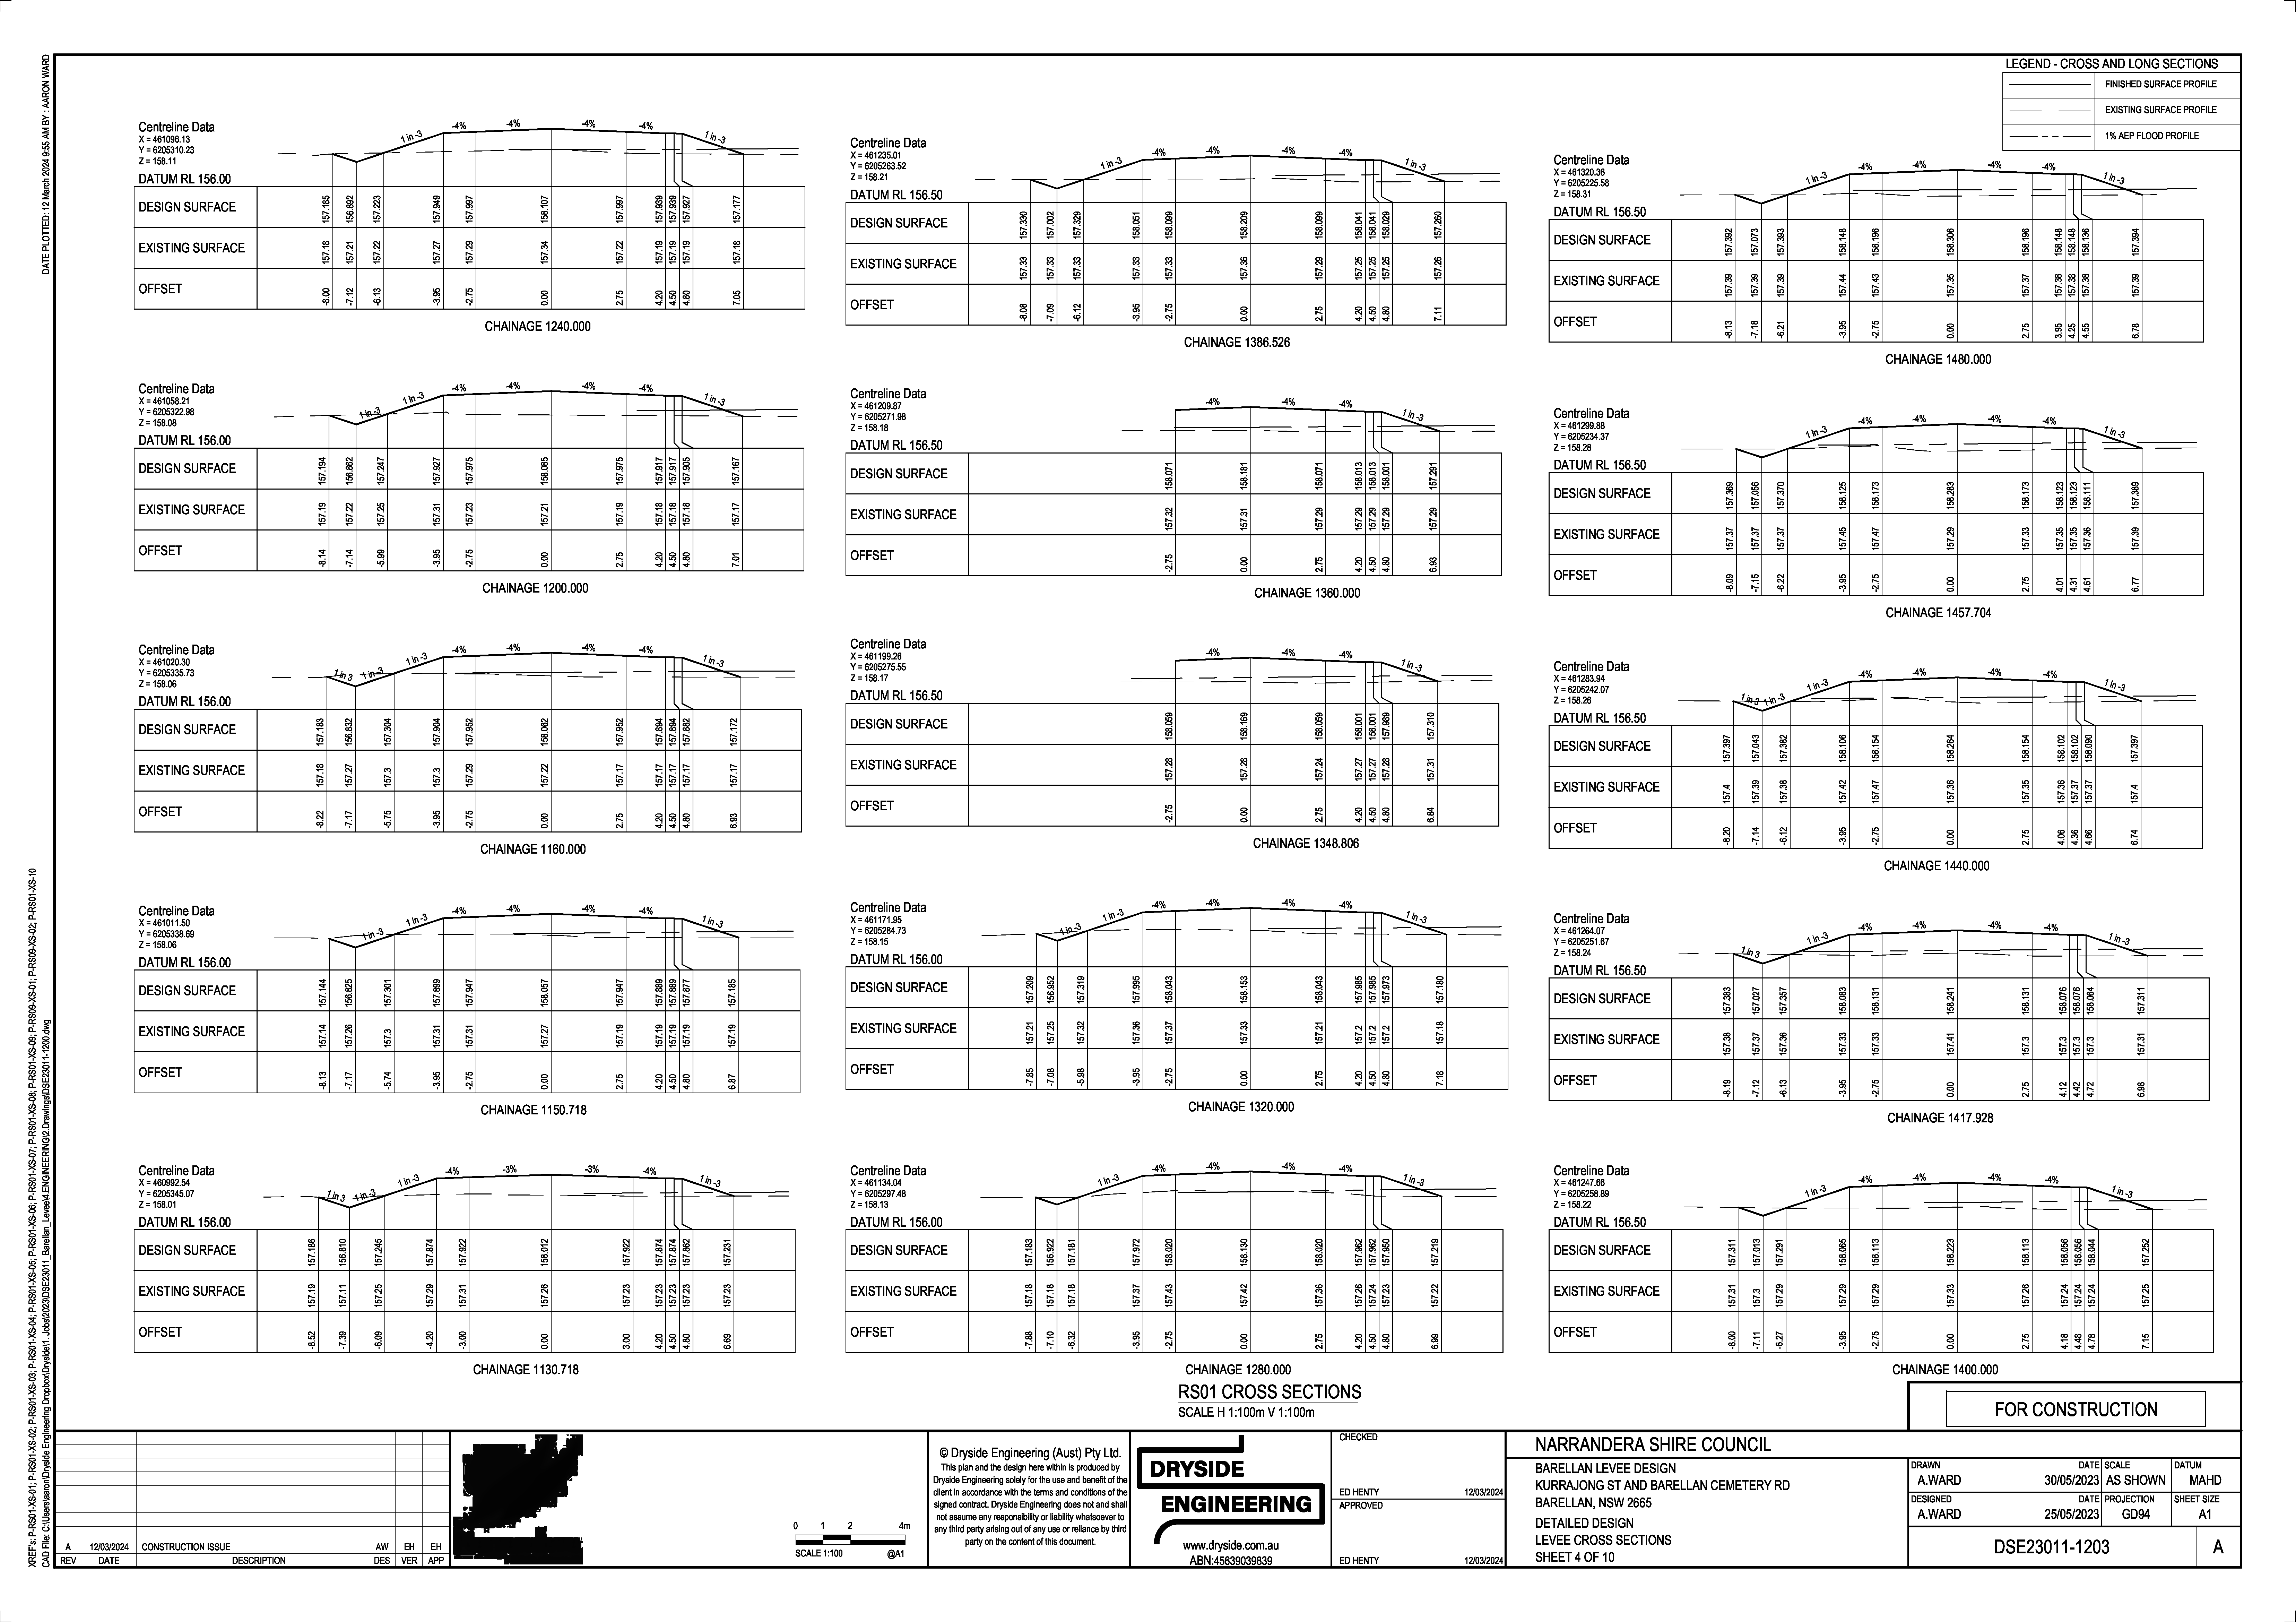 LEGEND - CROSS AND LONG SECTIONS
FINISHED SURFACE PROFILE
EXISTING SURFACE PROFILE
1% AEP FLOOD PROFILE
DATE PLOTTED: 12 March 2024 9:55 AM BY : AARON WARD
Centreline Data
X = 461096.13
Y = 6205310.23
Z = 158.11
DATUM RL 156.00
1 in -3 -4% -4% -4% -4% 1 in -3
DESIGN SURFACE 157.185 156.892 157.223 157.949 157.997 158.107 157.997 157.939 157.939 157.927 157.177
EXISTING SURFACE 157.18 157.21 157.22 157.27 157.29 157.34 157.22 157.19 157.19 157.19 157.18
OFFSET -8.00 -7.12 -6.13 -3.95 -2.75 0.00 2.75 4.20 4.50 4.80 7.05
CHAINAGE 1240.000
Centreline Data
X = 461058.21
Y = 6205322.98
Z = 158.08
DATUM RL 156.00
1 in -3 1 in -3 -4% -4% -4% -4% 1 in -3
DESIGN SURFACE 157.194 156.862 157.247 157.927 157.975 158.085 157.975 157.917 157.917 157.905 157.167
EXISTING SURFACE 157.19 157.22 157.25 157.31 157.23 157.21 157.19 157.18 157.18 157.18 157.17
OFFSET -8.14 -7.14 -5.99 -3.95 -2.75 0.00 2.75 4.20 4.50 4.80 7.01
CHAINAGE 1200.000
Centreline Data
X = 461020.30
Y = 6205335.73
Z = 158.06
DATUM RL 156.00
1 in 3 1 in -3 1 in -3 -4% -4% -4% -4% 1 in -3
DESIGN SURFACE 157.183 156.832 157.304 157.904 157.952 158.062 157.952 157.894 157.894 157.882 157.172
EXISTING SURFACE 157.18 157.27 157.3 157.3 157.29 157.22 157.17 157.17 157.17 157.17 157.17
OFFSET -8.22 -7.17 -5.75 -3.95 -2.75 0.00 2.75 4.20 4.50 4.80 6.93
CHAINAGE 1160.000
Centreline Data
X = 461011.50
Y = 6205338.69
Z = 158.06
DATUM RL 156.00
1 in -3 1 in -3 -4% -4% -4% -4% 1 in -3
DESIGN SURFACE 157.144 156.825 157.301 157.899 157.947 158.057 157.947 157.889 157.889 157.877 157.185
EXISTING SURFACE 157.14 157.26 157.3 157.31 157.31 157.27 157.19 157.19 157.19 157.19 157.19
OFFSET -8.13 -7.17 -5.74 -3.95 -2.75 0.00 2.75 4.20 4.50 4.80 6.87
CHAINAGE 1150.718
Centreline Data
X = 460992.54
Y = 6205345.07
Z = 158.01
DATUM RL 156.00
1 in 3 1 in -3 1 in -3 -4% -3% -3% -4% 1 in -3
DESIGN SURFACE 157.186 156.810 157.245 157.874 157.922 158.012 157.922 157.874 157.874 157.862 157.231
EXISTING SURFACE 157.19 157.11 157.25 157.29 157.31 157.26 157.23 157.23 157.23 157.23 157.23
OFFSET -8.52 -7.39 -6.09 -4.20 -3.00 0.00 3.00 4.20 4.50 4.80 6.69
CHAINAGE 1130.718
Centreline Data
X = 461235.01
Y = 6205263.52
Z = 158.21
DATUM RL 156.50
1 in -3 -4% -4% -4% -4% 1 in -3
DESIGN SURFACE 157.330 157.002 157.329 158.051 158.099 158.209 158.099 158.041 158.041 158.029 157.260
EXISTING SURFACE 157.33 157.33 157.33 157.33 157.33 157.36 157.29 157.25 157.25 157.25 157.26
OFFSET -8.08 -7.09 -6.12 -3.95 -2.75 0.00 2.75 4.20 4.50 4.80 7.11
CHAINAGE 1386.526
Centreline Data
X = 461209.87
Y = 6205271.98
Z = 158.18
DATUM RL 156.50
-4% -4% -4% 1 in -3
DESIGN SURFACE 158.071 158.181 158.071 158.013 158.013 158.001 157.291
EXISTING SURFACE 157.32 157.31 157.29 157.29 157.29 157.29 157.29
OFFSET -2.75 0.00 2.75 4.20 4.50 4.80 6.93
CHAINAGE 1360.000
Centreline Data
X = 461199.26
Y = 6205275.55
Z = 158.17
DATUM RL 156.50
-4% -4% -4% 1 in -3
DESIGN SURFACE 158.059 158.169 158.059 158.001 158.001 157.989 157.310
EXISTING SURFACE 157.28 157.28 157.24 157.27 157.27 157.28 157.31
OFFSET -2.75 0.00 2.75 4.20 4.50 4.80 6.84
CHAINAGE 1348.806
Centreline Data
X = 461171.95
Y = 6205284.73
Z = 158.15
DATUM RL 156.00
1 in -3 1 in -3 -4% -4% -4% -4% 1 in -3
DESIGN SURFACE 157.209 156.952 157.319 157.995 158.043 158.153 158.043 157.985 157.985 157.973 157.180
EXISTING SURFACE 157.21 157.25 157.32 157.36 157.37 157.33 157.21 157.2 157.2 157.2 157.18
OFFSET -7.85 -7.08 -5.98 -3.95 -2.75 0.00 2.75 4.20 4.50 4.80 7.18
CHAINAGE 1320.000
Centreline Data
X = 461134.04
Y = 6205297.48
Z = 158.13
DATUM RL 156.00
1 in -3 -4% -4% -4% -4% 1 in -3
DESIGN SURFACE 157.183 156.922 157.181 157.972 158.020 158.130 158.020 157.962 157.962 157.950 157.219
EXISTING SURFACE 157.18 157.18 157.18 157.37 157.43 157.42 157.36 157.26 157.24 157.23 157.22
OFFSET -7.88 -7.10 -6.32 -3.95 -2.75 0.00 2.75 4.20 4.50 4.80 6.99
CHAINAGE 1280.000
Centreline Data
X = 461320.36
Y = 6205225.58
Z = 158.31
DATUM RL 156.50
1 in -3 -4% -4% -4% -4% 1 in -3
DESIGN SURFACE 157.392 157.073 157.393 158.148 158.196 158.306 158.196 158.148 158.148 158.136 157.394
EXISTING SURFACE 157.39 157.39 157.39 157.44 157.43 157.35 157.37 157.38 157.38 157.38 157.39
OFFSET -8.13 -7.18 -6.21 -3.95 -2.75 0.00 2.75 3.95 4.25 4.55 6.78
CHAINAGE 1480.000
Centreline Data
X = 461299.88
Y = 6205234.37
Z = 158.28
DATUM RL 156.50
1 in -3 -4% -4% -4% -4% 1 in -3
DESIGN SURFACE 157.369 157.056 157.370 158.125 158.173 158.283 158.173 158.123 158.123 158.111 157.389
EXISTING SURFACE 157.37 157.37 157.37 157.45 157.47 157.29 157.33 157.35 157.35 157.36 157.39
OFFSET -8.09 -7.15 -6.22 -3.95 -2.75 0.00 2.75 4.01 4.31 4.61 6.77
CHAINAGE 1457.704
Centreline Data
X = 461283.94
Y = 6205242.07
Z = 158.26
DATUM RL 156.50
1 in 3 1 in -3 1 in -3 -4% -4% -4% -4% 1 in -3
DESIGN SURFACE 157.397 157.043 157.382 158.106 158.154 158.264 158.154 158.102 158.102 158.090 157.397
EXISTING SURFACE 157.4 157.39 157.38 157.42 157.47 157.36 157.35 157.36 157.37 157.37 157.4
OFFSET -8.20 -7.14 -6.12 -3.95 -2.75 0.00 2.75 4.06 4.36 4.66 6.74
CHAINAGE 1440.000
Centreline Data
X = 461264.07
Y = 6205251.67
Z = 158.24
DATUM RL 156.50
1 in 3 1 in -3 -4% -4% -4% -4% 1 in -3
DESIGN SURFACE 157.383 157.027 157.357 158.083 158.131 158.241 158.131 158.076 158.076 158.064 157.311
EXISTING SURFACE 157.38 157.37 157.36 157.33 157.33 157.41 157.3 157.3 157.3 157.3 157.31
OFFSET -8.19 -7.12 -6.13 -3.95 -2.75 0.00 2.75 4.12 4.42 4.72 6.98
CHAINAGE 1417.928
Centreline Data
X = 461247.66
Y = 6205258.89
Z = 158.22
DATUM RL 156.50
1 in -3 -4% -4% -4% -4% 1 in -3
DESIGN SURFACE 157.311 157.013 157.291 158.065 158.113 158.223 158.113 158.056 158.056 158.044 157.252
EXISTING SURFACE 157.31 157.3 157.29 157.29 157.29 157.33 157.26 157.24 157.24 157.24 157.25
OFFSET -8.00 -7.11 -6.27 -3.95 -2.75 0.00 2.75 4.18 4.48 4.78 7.15
CHAINAGE 1400.000
RS01 CROSS SECTIONS
SCALE H 1:100m V 1:100m
FOR CONSTRUCTION
XREF's: P-RS01-XS-01; P-RS01-XS-02; P-RS01-XS-03; P-RS01-XS-04; P-RS01-XS-05; P-RS01-XS-06; P-RS01-XS-07; P-RS01-XS-08; P-RS01-XS-09; P-RS09-XS-01; P-RS09-XS-02; P-RS01-XS-10
CAD File: C:\Users\aaron\Dryside Engineering Dropbox\Dryside\1. Jobs\2023\DSE23011_Barellan_Levee\4.ENGINEERING\2.Drawings\DSE23011-1200.dwg
A 12/03/2024 CONSTRUCTION ISSUE AW EH EH
REV DATE DESCRIPTION DES VER APP
0 1 2 4m
SCALE 1:100 @A1
© Dryside Engineering (Aust) Pty Ltd.
This plan and the design here within is produced by
Dryside Engineering solely for the use and benefit of the
client in accordance with the terms and conditions of the
signed contract. Dryside Engineering does not and shall
not assume any responsibility or liability whatsoever to
any third party arising out of any use or reliance by third
party on the content of this document.
DRYSIDE
ENGINEERING
www.dryside.com.au
ABN:45639039839
CHECKED
ED HENTY 12/03/2024
APPROVED
ED HENTY 12/03/2024
NARRANDERA SHIRE COUNCIL
BARELLAN LEVEE DESIGN
KURRAJONG ST AND BARELLAN CEMETERY RD
BARELLAN, NSW 2665
DETAILED DESIGN
LEVEE CROSS SECTIONS
SHEET 4 OF 10
DRAWN DATE SCALE DATUM
A.WARD 30/05/2023 AS SHOWN MAHD
DESIGNED DATE PROJECTION SHEET SIZE
A.WARD 25/05/2023 GD94 A1
DSE23011-1203 A